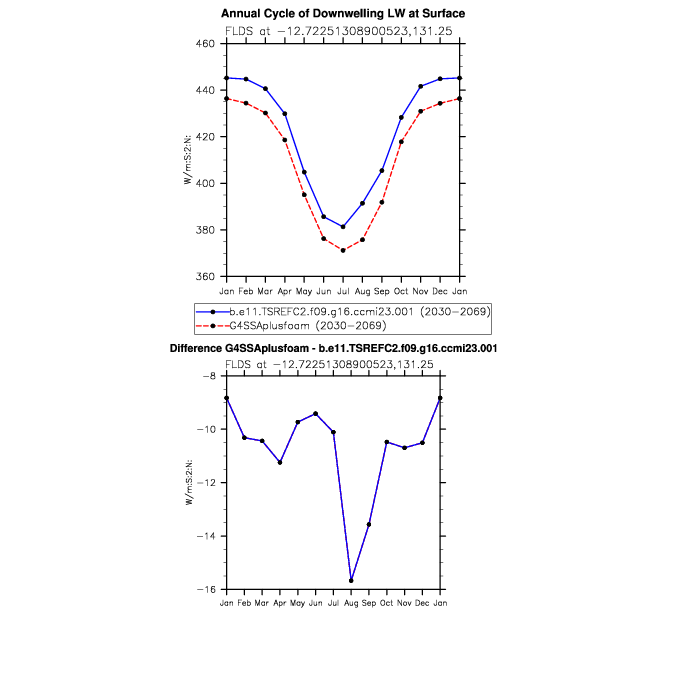 Annual Cycle of Downwelling LW at Surface
FLDS at −12.72251308900523,131.25
460
440
420
400
380
360
W/m:S:2:N:
Jan Feb Mar Apr May Jun Jul Aug Sep Oct Nov Dec Jan
b.e11.TSREFC2.f09.g16.ccmi23.001 (2030−2069)
G4SSAplusfoam (2030−2069)
Difference G4SSAplusfoam - b.e11.TSREFC2.f09.g16.ccmi23.001
FLDS at −12.72251308900523,131.25
−8
−10
−12
−14
−16
W/m:S:2:N:
Jan Feb Mar Apr May Jun Jul Aug Sep Oct Nov Dec Jan